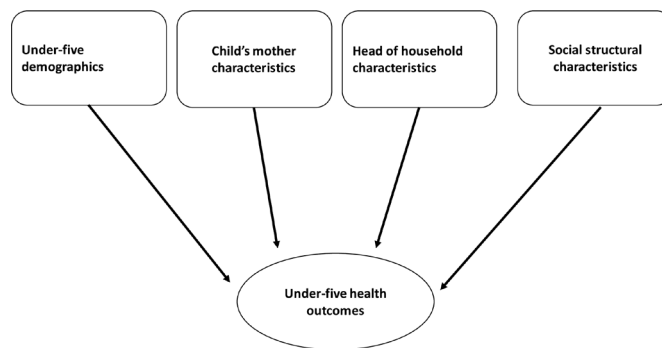 Under-five
demographics
Child's mother
characteristics
Head of household
characteristics
Social structural
characteristics
Under-five health
outcomes